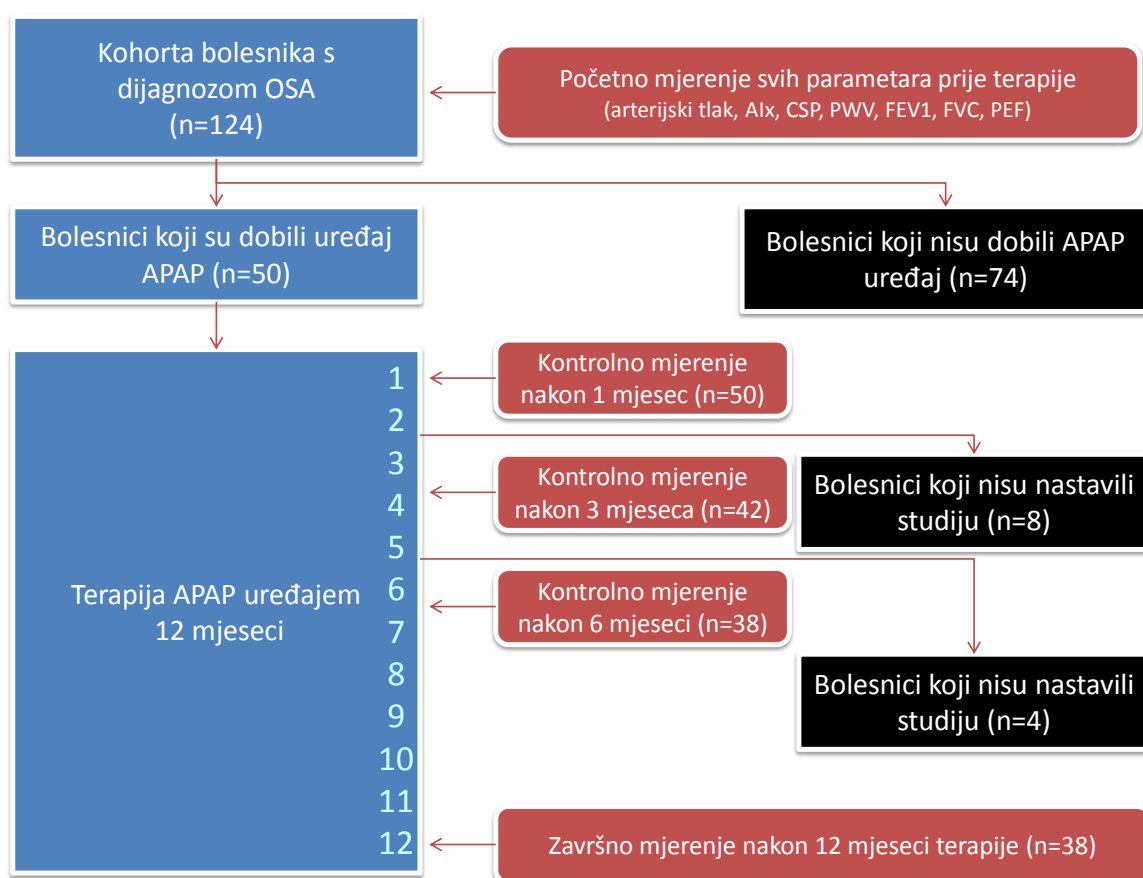 Kohorta bolesnika s
dijagnozom OSA
(n=124)
Početno mjerenje svih parametara prije terapije
(arterijski tlak, AIx, CSP, PWV, FEV1, FVC, PEF)
Bolesnici koji su dobili uređaj
APAP (n=50)
Bolesnici koji nisu dobili APAP
uređaj (n=74)
Terapija APAP uređajem
12 mjeseci
1
2
3
4
5
6
7
8
9
10
11
12
Kontrolno mjerenje
nakon 1 mjesec (n=50)
Kontrolno mjerenje
nakon 3 mjeseca (n=42)
Bolesnici koji nisu nastavili
studiju (n=8)
Kontrolno mjerenje
nakon 6 mjeseci (n=38)
Bolesnici koji nisu nastavili
studiju (n=4)
Završno mjerenje nakon 12 mjeseci terapije (n=38)